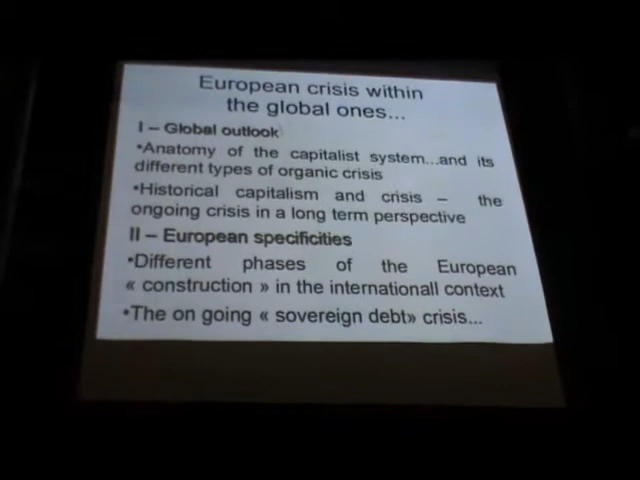 European crisis within
the global ones...
I – Global outlook
•Anatomy of the capitalist system...and its
different types of organic crisis
•Historical capitalism and crisis – the
ongoing crisis in a long term perspective
II – European specificities
•Different phases of the European
« construction » in the internationall context
•The on going « sovereign debt» crisis...